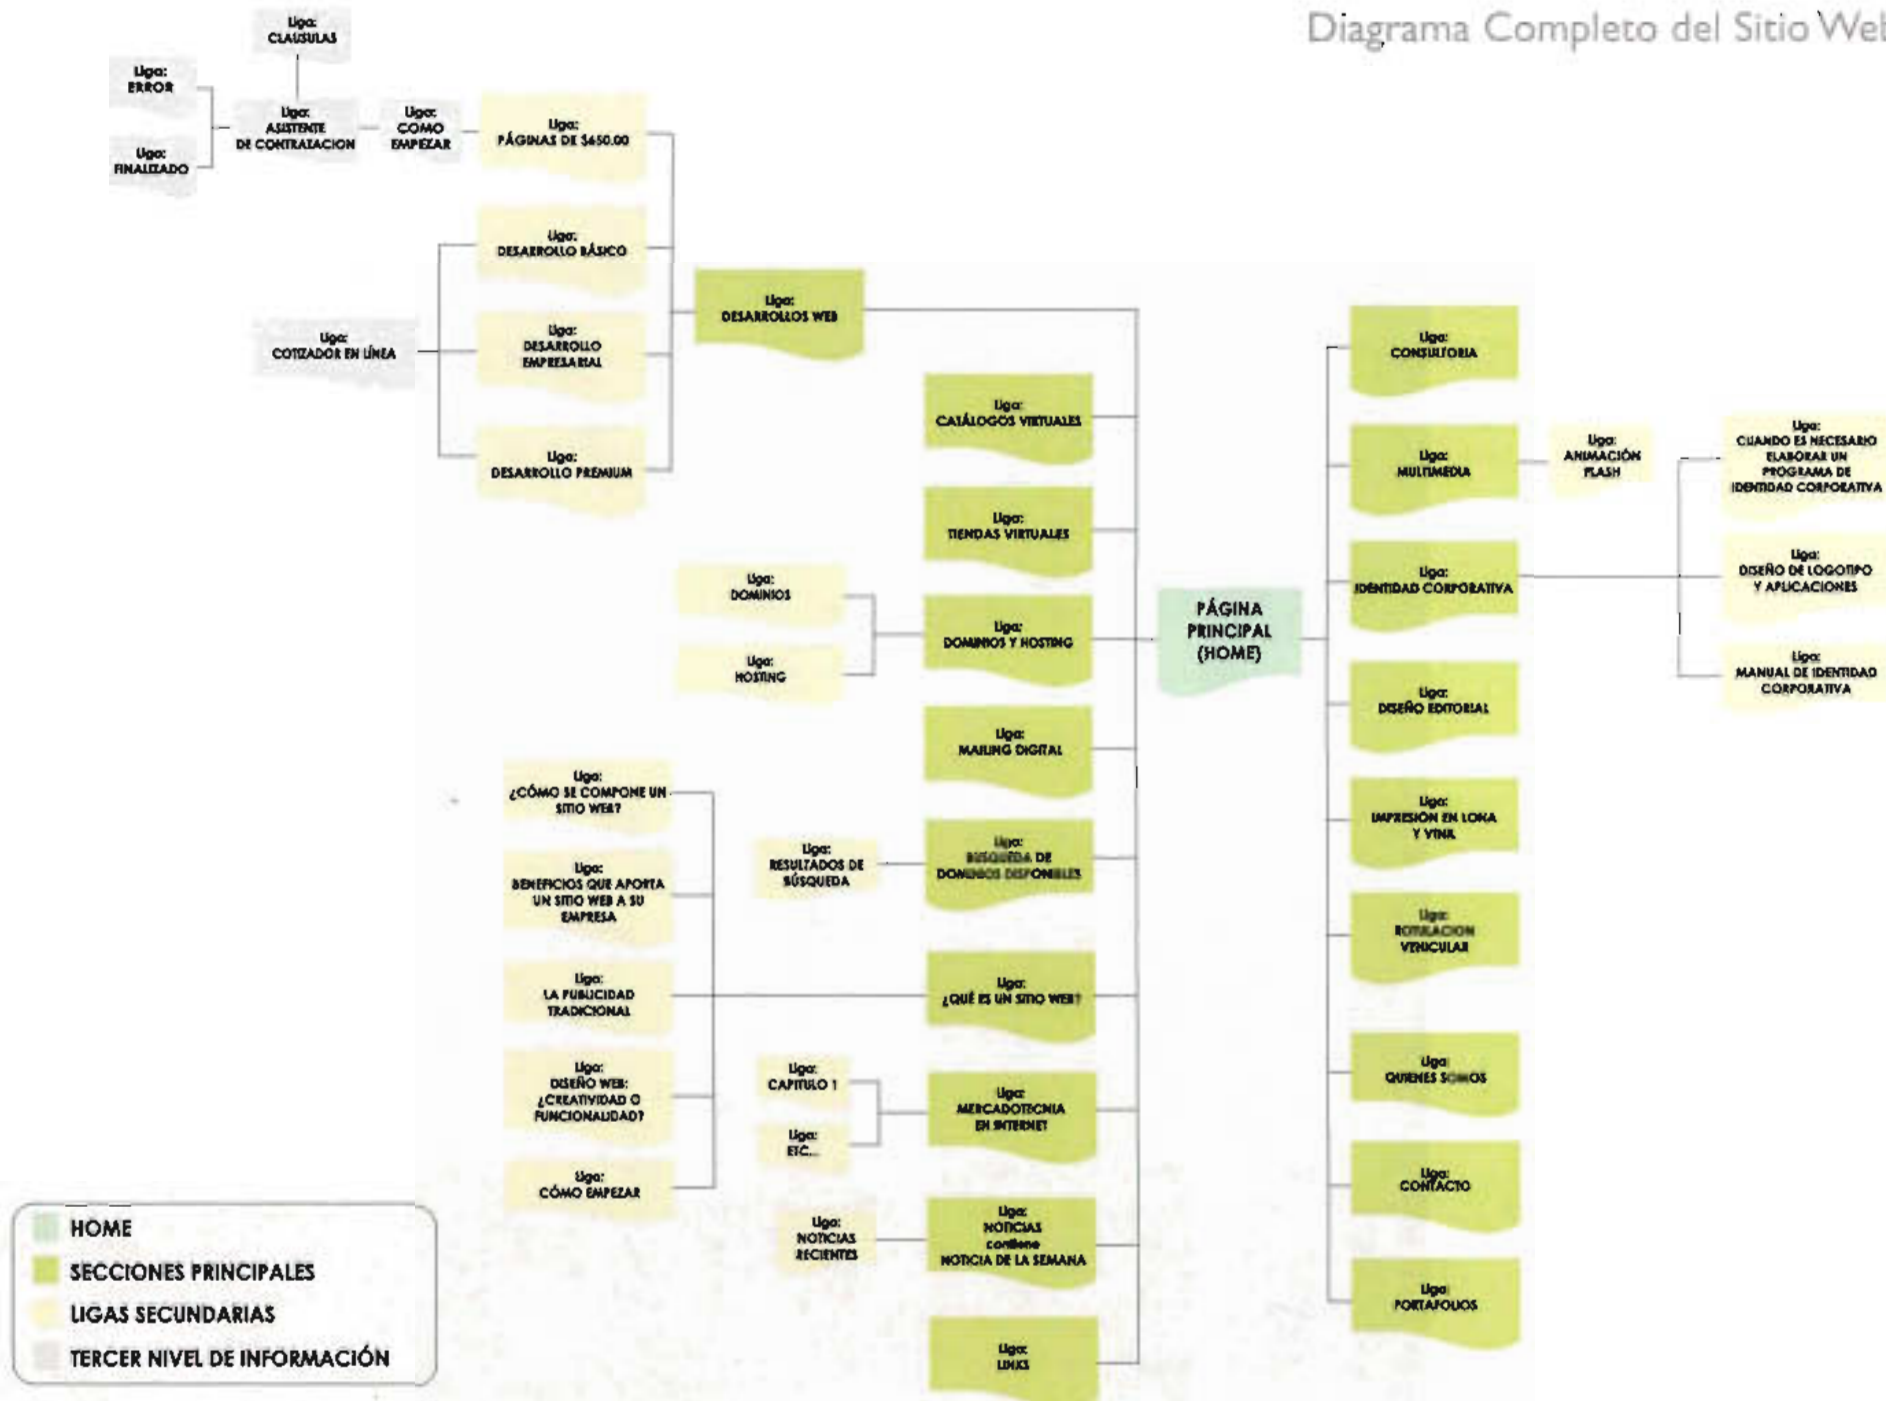 Diagrama Completo del Sitio Web
Liga:
CLAUSULAS
Liga:
ERROR
Liga:
FINALIZADO
Liga:
ASISTENTE
DE CONTRATACION
Liga:
COMO
EMPEZAR
Liga:
PÁGINAS DE $650.00
Liga:
DESARROLLO BÁSICO
Liga:
COTIZADOR EN LÍNEA
Liga:
DESARROLLO
EMPRESARIAL
Liga:
DESARROLLO PREMIUM
Liga:
DESARROLLOS WEB
Liga:
CATÁLOGOS VIRTUALES
Liga:
TIENDAS VIRTUALES
Liga:
DOMINIOS
Liga:
HOSTING
Liga:
DOMINIOS Y HOSTING
Liga:
MAILING DIGITAL
Liga:
RESULTADOS DE
BÚSQUEDA
Liga:
BÚSQUEDA DE
DOMINIOS DISPONIBLES
Liga:
¿CÓMO SE COMPONE UN
SITIO WEB?
Liga:
BENEFICIOS QUE APORTA
UN SITIO WEB A SU
EMPRESA
Liga:
LA PUBLICIDAD
TRADICIONAL
Liga:
DISEÑO WEB:
¿CREATIVIDAD O
FUNCIONALIDAD?
Liga:
CÓMO EMPEZAR
Liga:
¿QUÉ ES UN SITIO WEB?
Liga:
CAPITULO 1
Liga:
ETC...
Liga:
MERCADOTECNIA
EN INTERNET
Liga:
NOTICIAS
RECIENTES
Liga:
NOTICIAS
contiene
NOTICIA DE LA SEMANA
Liga:
LINKS
PÁGINA
PRINCIPAL
(HOME)
Liga:
CONSULTORIA
Liga:
MULTIMEDIA
Liga:
ANIMACIÓN
FLASH
Liga:
IDENTIDAD CORPORATIVA
Liga:
CUANDO ES NECESARIO
ELABORAR UN
PROGRAMA DE
IDENTIDAD CORPORATIVA
Liga:
DISEÑO DE LOGOTIPO
Y APLICACIONES
Liga:
MANUAL DE IDENTIDAD
CORPORATIVA
Liga:
DISEÑO EDITORIAL
Liga:
IMPRESIÓN EN LONA
Y VINIL
Liga:
ROTULACION
VEHICULAR
Liga:
QUIENES SOMOS
Liga:
CONTACTO
Liga:
PORTAFOLIOS
HOME
SECCIONES PRINCIPALES
LIGAS SECUNDARIAS
TERCER NIVEL DE INFORMACIÓN